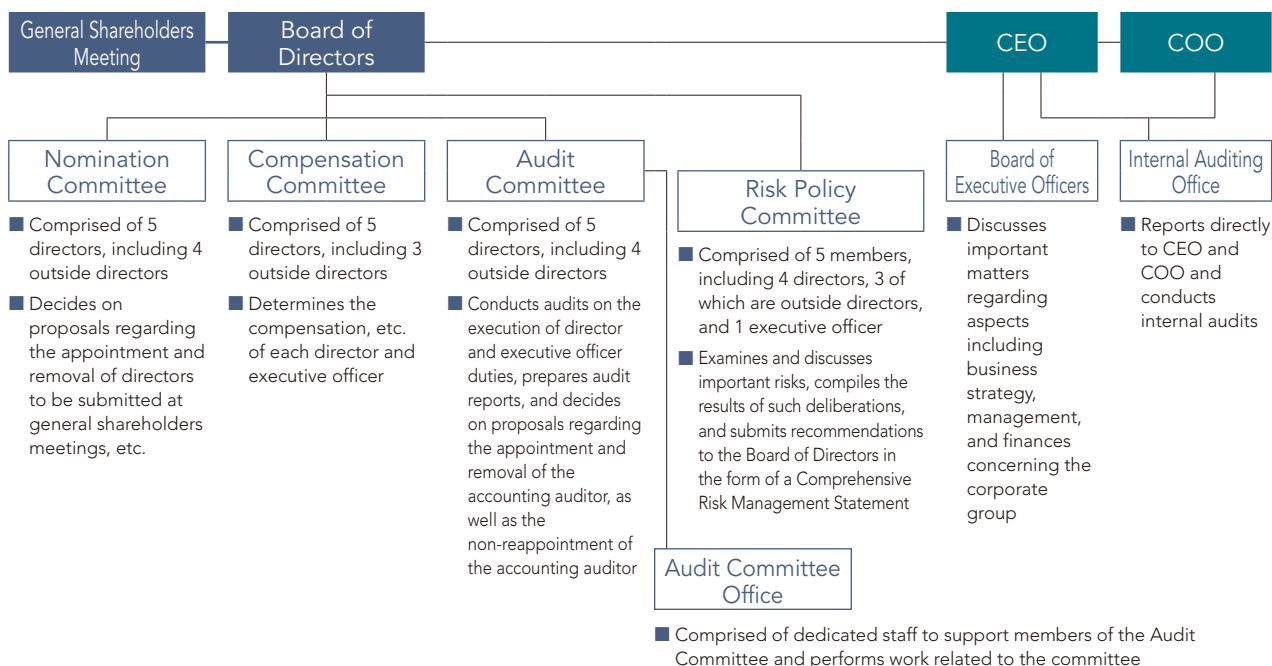 General Shareholders
Meeting
Board of
Directors
CEO
COO
Nomination
Committee
■ Comprised of 5
directors, including 4
outside directors
■ Decides on
proposals regarding
the appointment and
removal of directors
to be submitted at
general shareholders
meetings, etc.
Compensation
Committee
■ Comprised of 5
directors, including 3
outside directors
■ Determines the
compensation, etc.
of each director and
executive officer
Audit
Committee
■ Comprised of 5
directors, including 4
outside directors
■ Conducts audits on the
execution of director
and executive officer
duties, prepares audit
reports, and decides
on proposals regarding
the appointment and
removal of the
accounting auditor, as
well as the
non-reappointment of
the accounting auditor
Risk Policy
Committee
■ Comprised of 5 members,
including 4 directors, 3 of
which are outside directors,
and 1 executive officer
■ Examines and discusses
important risks, compiles the
results of such deliberations,
and submits recommendations
to the Board of Directors in
the form of a Comprehensive
Risk Management Statement
Board of
Executive Officers
■ Discusses
important
matters
regarding
aspects
including
business
strategy,
management,
and finances
concerning the
corporate
group
Internal Auditing
Office
■ Reports directly
to CEO and
COO and
conducts
internal audits
Audit Committee
Office
■ Comprised of dedicated staff to support members of the Audit
Committee and performs work related to the committee